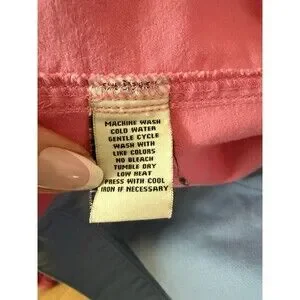 MACHINE WASH
COLD WATER
GENTLE CYCLE
WASH WITH
LIKE COLORS
NO BLEACH
TUMBLE DRY
LOW HEAT
PRESS WITH COOL
IRON IF NECESSARY